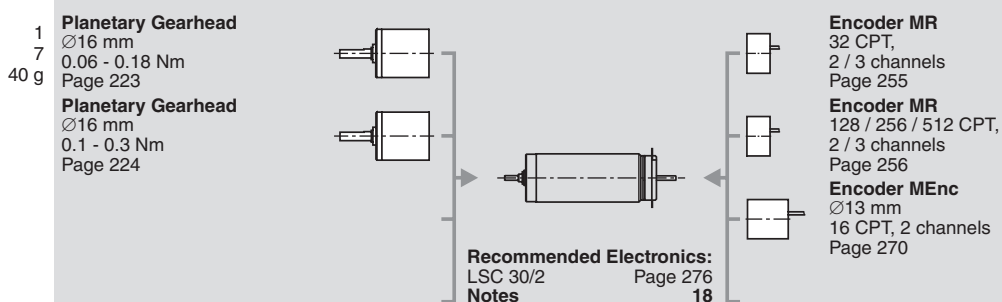 1
7
40 g
Planetary Gearhead
∅16 mm
0.06 - 0.18 Nm
Page 223
Planetary Gearhead
∅16 mm
0.1 - 0.3 Nm
Page 224
Recommended Electronics:
LSC 30/2 Page 276
Notes 18
Encoder MR
32 CPT,
2 / 3 channels
Page 255
Encoder MR
128 / 256 / 512 CPT,
2 / 3 channels
Page 256
Encoder MEnc
∅13 mm
16 CPT, 2 channels
Page 270